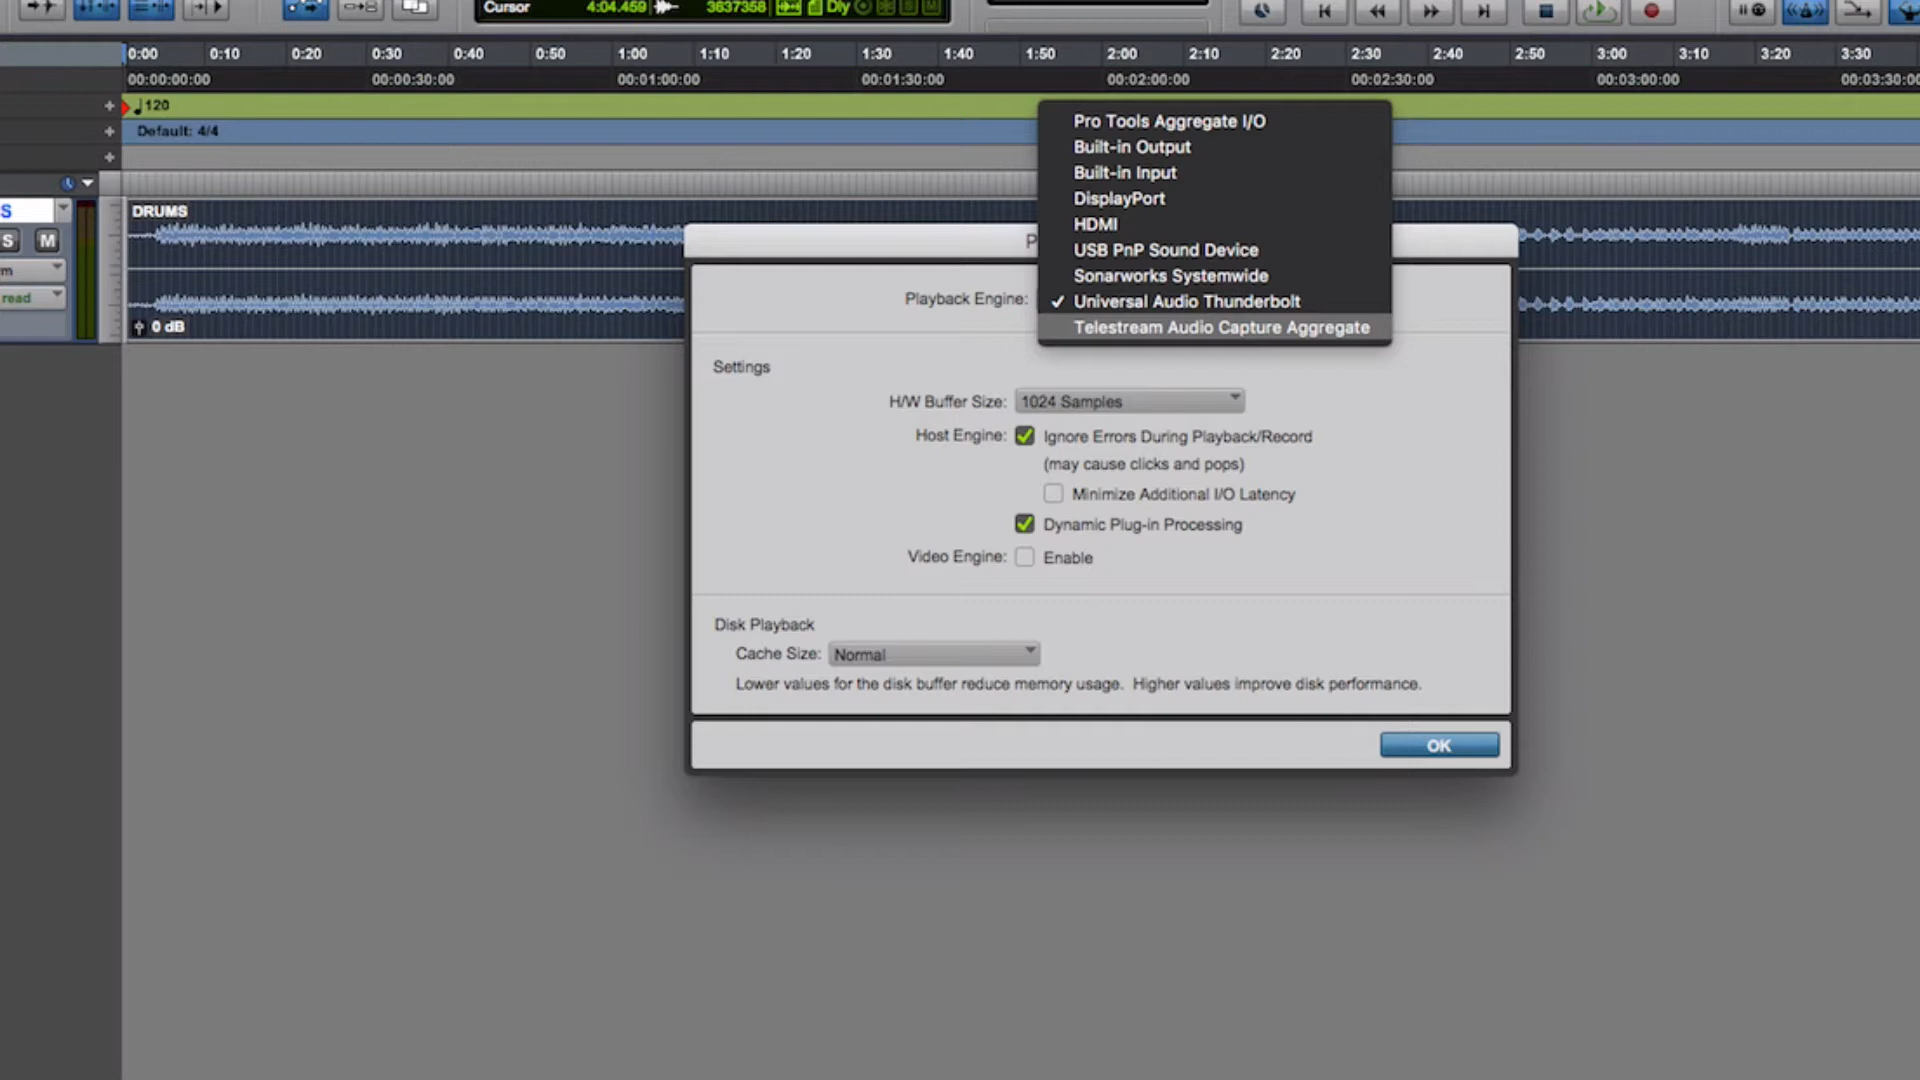 Cursor 4:04.459 3637358 Dly
0:00 0:10 0:20 0:30 0:40 0:50 1:00 1:10 1:20 1:30 1:40 1:50 2:00 2:10 2:20 2:30 2:40 2:50 3:00 3:10 3:20 3:30
00:00:00:00 00:00:30:00 00:01:00:00 00:01:30:00 00:02:00:00 00:02:30:00 00:03:00:00 00:03:30:00
120
Default: 4/4
Pro Tools Aggregate I/O
Built-in Output
Built-in Input
DisplayPort
HDMI
USB PnP Sound Device
Sonarworks Systemwide
Universal Audio Thunderbolt
Telestream Audio Capture Aggregate
S
DRUMS
S M
read
0 dB
P
Playback Engine:
Settings
H/W Buffer Size: 1024 Samples
Host Engine: Ignore Errors During Playback/Record
(may cause clicks and pops)
Minimize Additional I/O Latency
Dynamic Plug-in Processing
Video Engine: Enable
Disk Playback
Cache Size: Normal
Lower values for the disk buffer reduce memory usage. Higher values improve disk performance.
OK